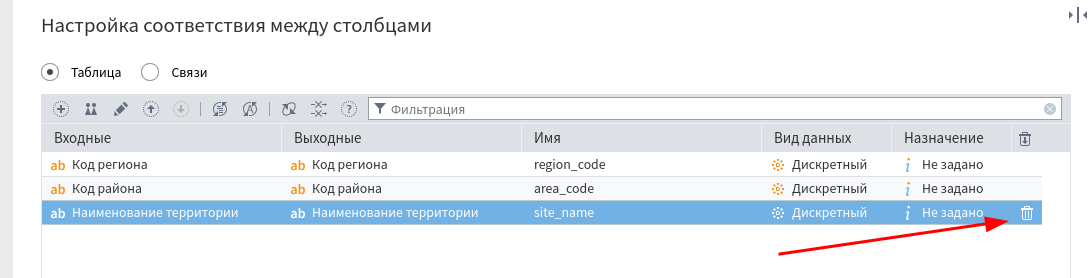 Настройка соответствия между столбцами
Таблица Связи
Фильтрация
Входные Выходные Имя Вид данных Назначение
ab Код региона ab Код региона region_code Дискретный i Не задано
ab Код района ab Код района area_code Дискретный i Не задано
ab Наименование территории ab Наименование территории site_name Дискретный i Не задано